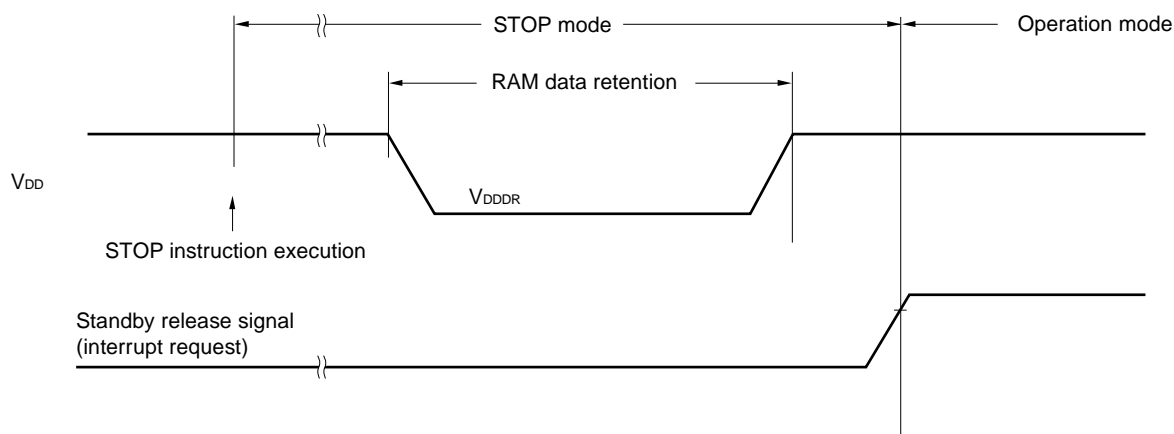 STOP mode
Operation mode
RAM data retention
VDD
VDDDR
STOP instruction execution
Standby release signal
(interrupt request)